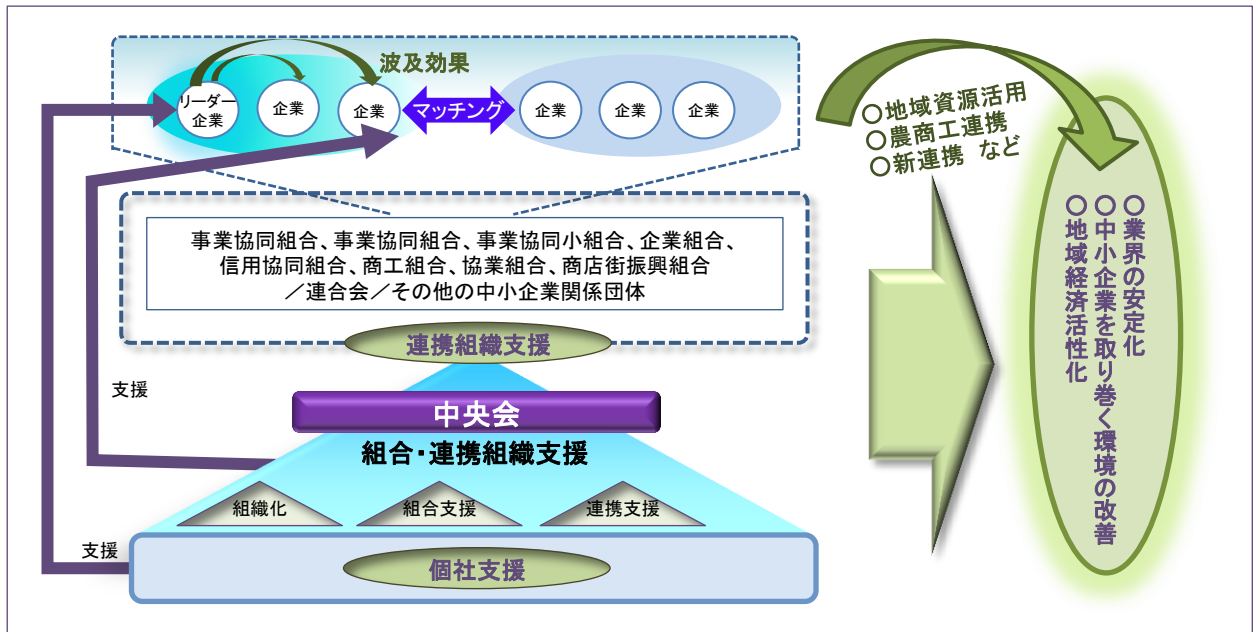 波及効果
リーダー
企業
企業
企業
マッチング
企業
企業
企業
○地域資源活用
○農商工連携
○新連携 など
事業協同組合、事業協同組合、事業協同小組合、企業組合、
信用協同組合、商工組合、協業組合、商店街振興組合
／連合会／その他の中小企業関係団体
連携組織支援
支援
中央会
組合・連携組織支援
組織化
組合支援
連携支援
支援
個社支援
○業界の安定化
○中小企業を取り巻く環境の改善
○地域経済活性化